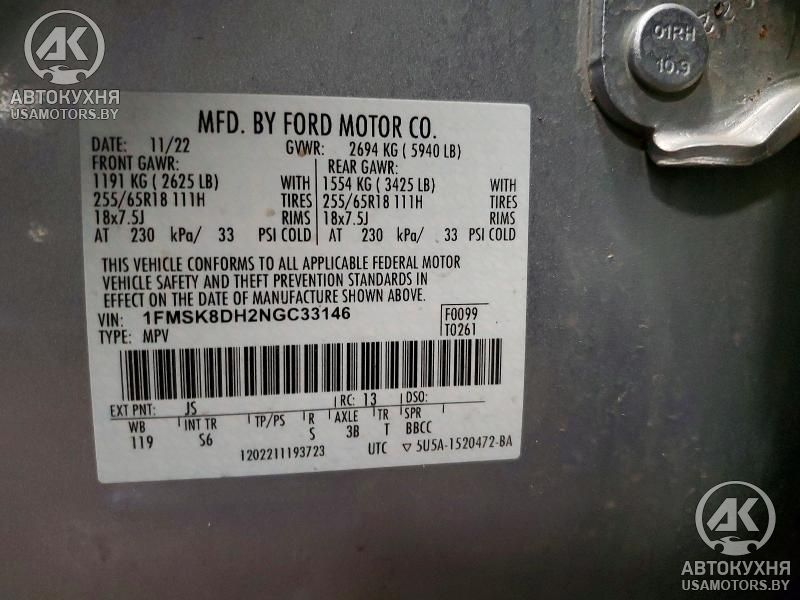 AK
АВТОКУХНЯ
USAMOTORS.BY
01RH
10.9
MFD. BY FORD MOTOR CO.
DATE: 11/22 GVWR: 2694 KG ( 5940 LB)
FRONT GAWR: REAR GAWR:
1191 KG ( 2625 LB) WITH 1554 KG ( 3425 LB) WITH
255/65R18 111H TIRES 255/65R18 111H TIRES
18x7.5J RIMS 18x7.5J RIMS
AT 230 kPa/ 33 PSI COLD AT 230 kPa/ 33 PSI COLD
THIS VEHICLE CONFORMS TO ALL APPLICABLE FEDERAL MOTOR
VEHICLE SAFETY AND THEFT PREVENTION STANDARDS IN
EFFECT ON THE DATE OF MANUFACTURE SHOWN ABOVE.
VIN: 1FMSK8DH2NGC33146 F0099
TYPE: MPV T0261
EXT PNT: JS RC: 13 DSO:
WB INT TR TP/PS R AXLE TR SPR
119 S6 S 3B T BBCC
1202211193723 UTC ▽ 5U5A-1520472-BA
AK
АВТОКУХНЯ
USAMOTORS.BY